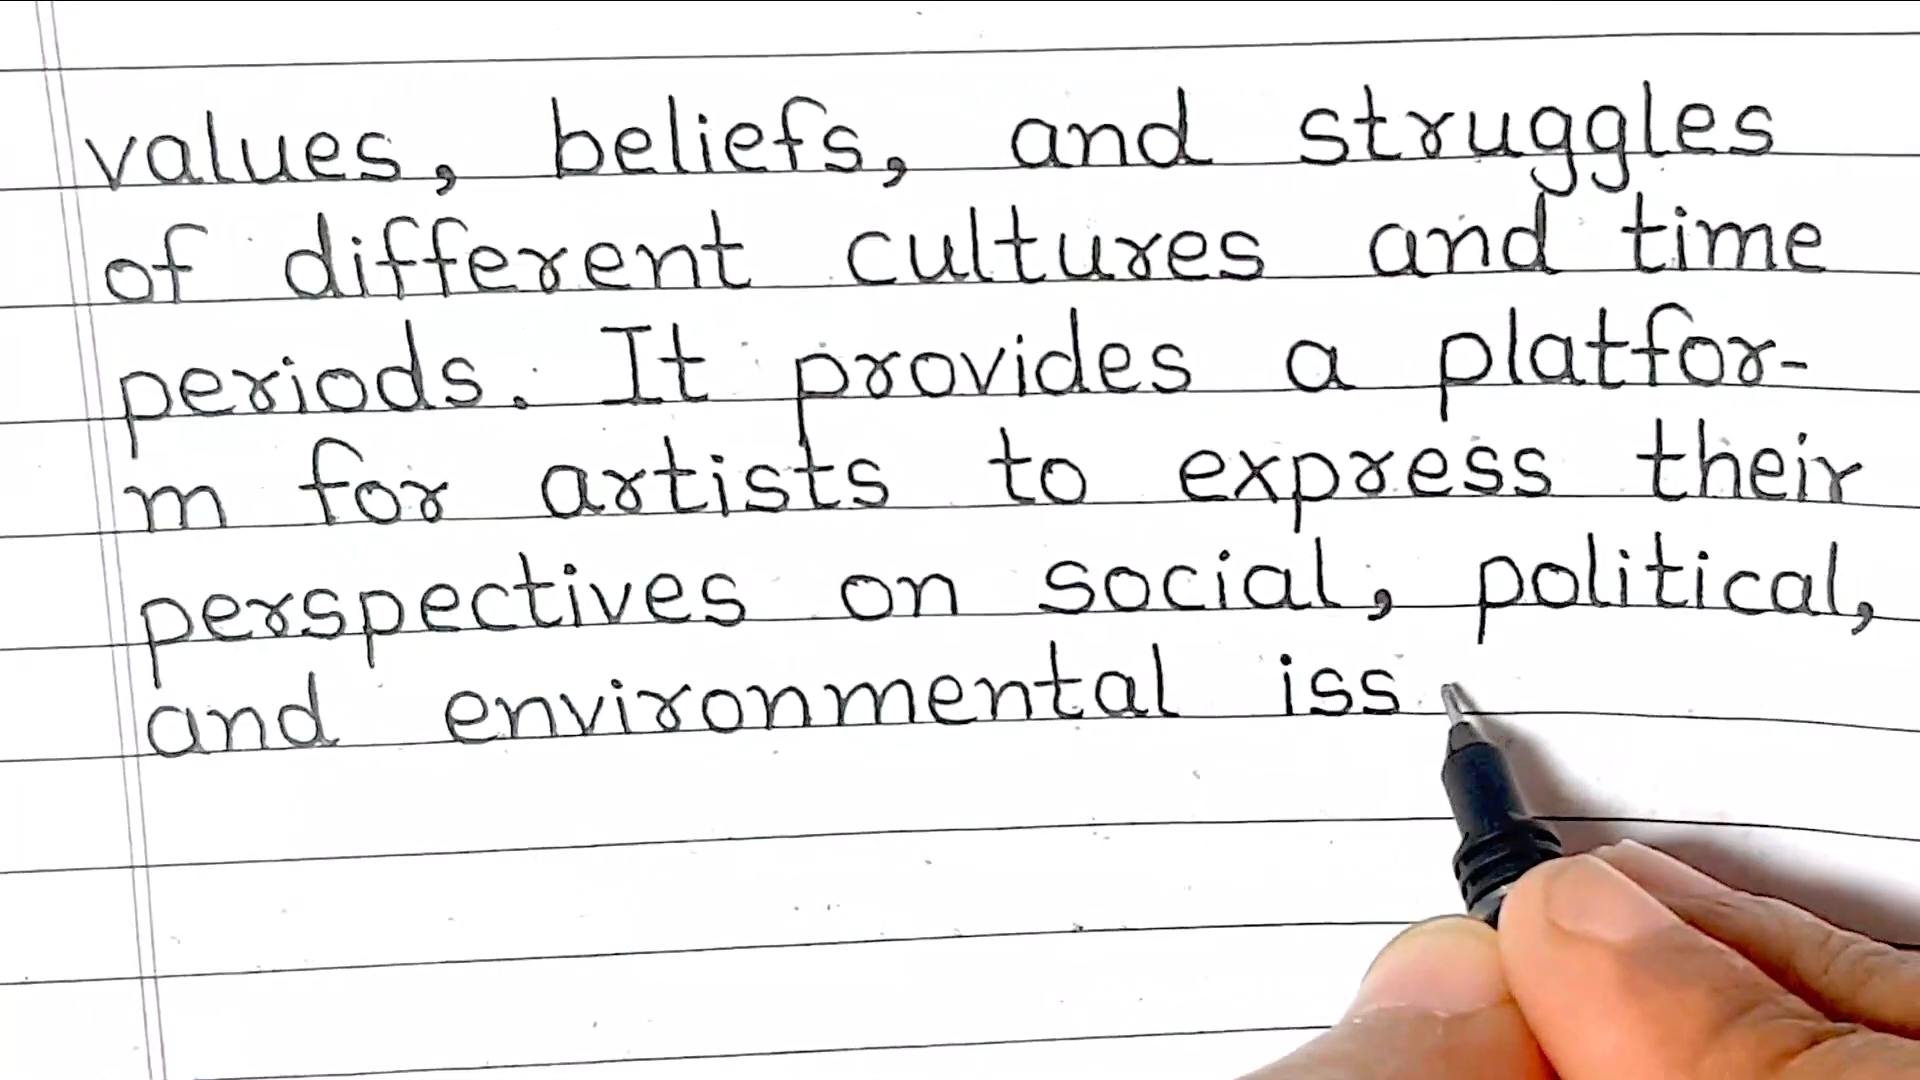 values, beliefs, and struggles
of different cultures and time
periods. It provides a platfor-
m for artists to express their
perspectives on social, political,
and environmental iss